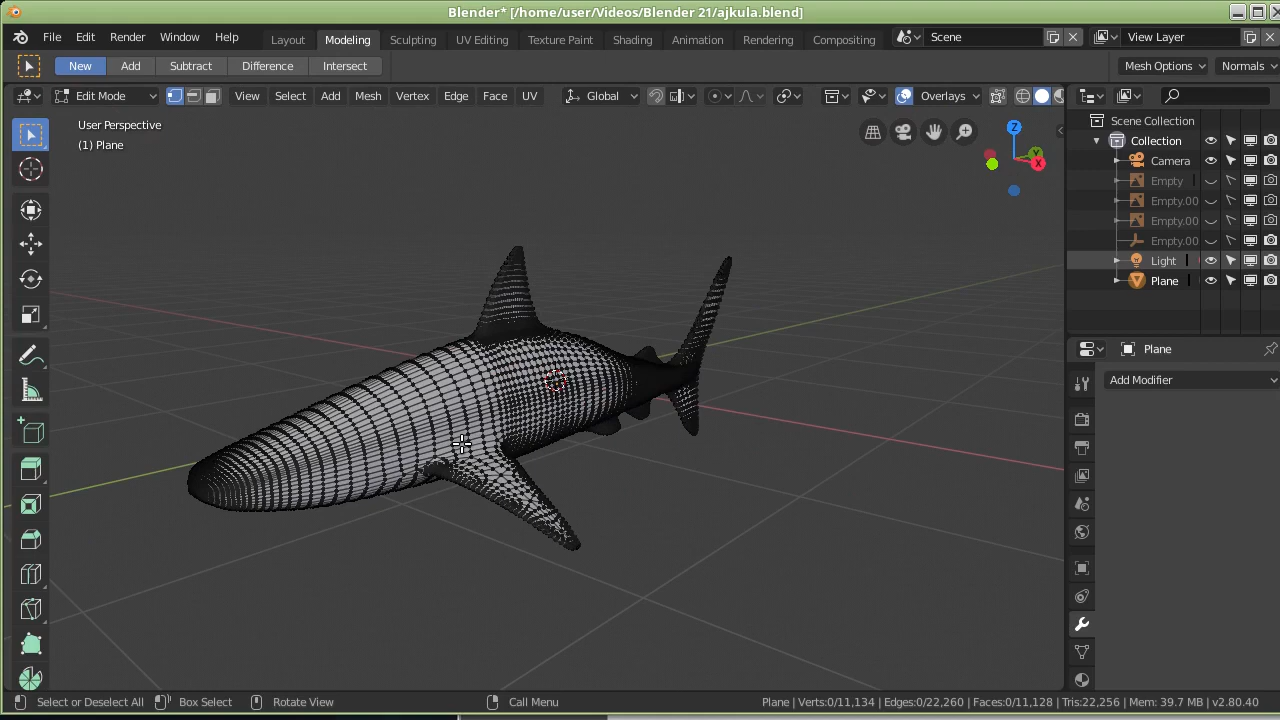 Blender* [/home/user/Videos/Blender 21/ajkula.blend]
File Edit Render Window Help Layout Modeling Sculpting UV Editing Texture Paint Shading Animation Rendering Compositing Scene View Layer
New Add Subtract Difference Intersect Mesh Options Normals
Edit Mode View Select Add Mesh Vertex Edge Face UV Global Overlays
User Perspective
(1) Plane
Z
Y
X
Scene Collection
Collection
Camera
Empty
Empty.00
Empty.00
Empty.00
Light
Plane
Plane
Add Modifier
Select or Deselect All Box Select Rotate View Call Menu Plane | Verts:0/11,134 | Edges:0/22,260 | Faces:0/11,128 | Tris:22,256 | Mem: 39.7 MB | v2.80.40